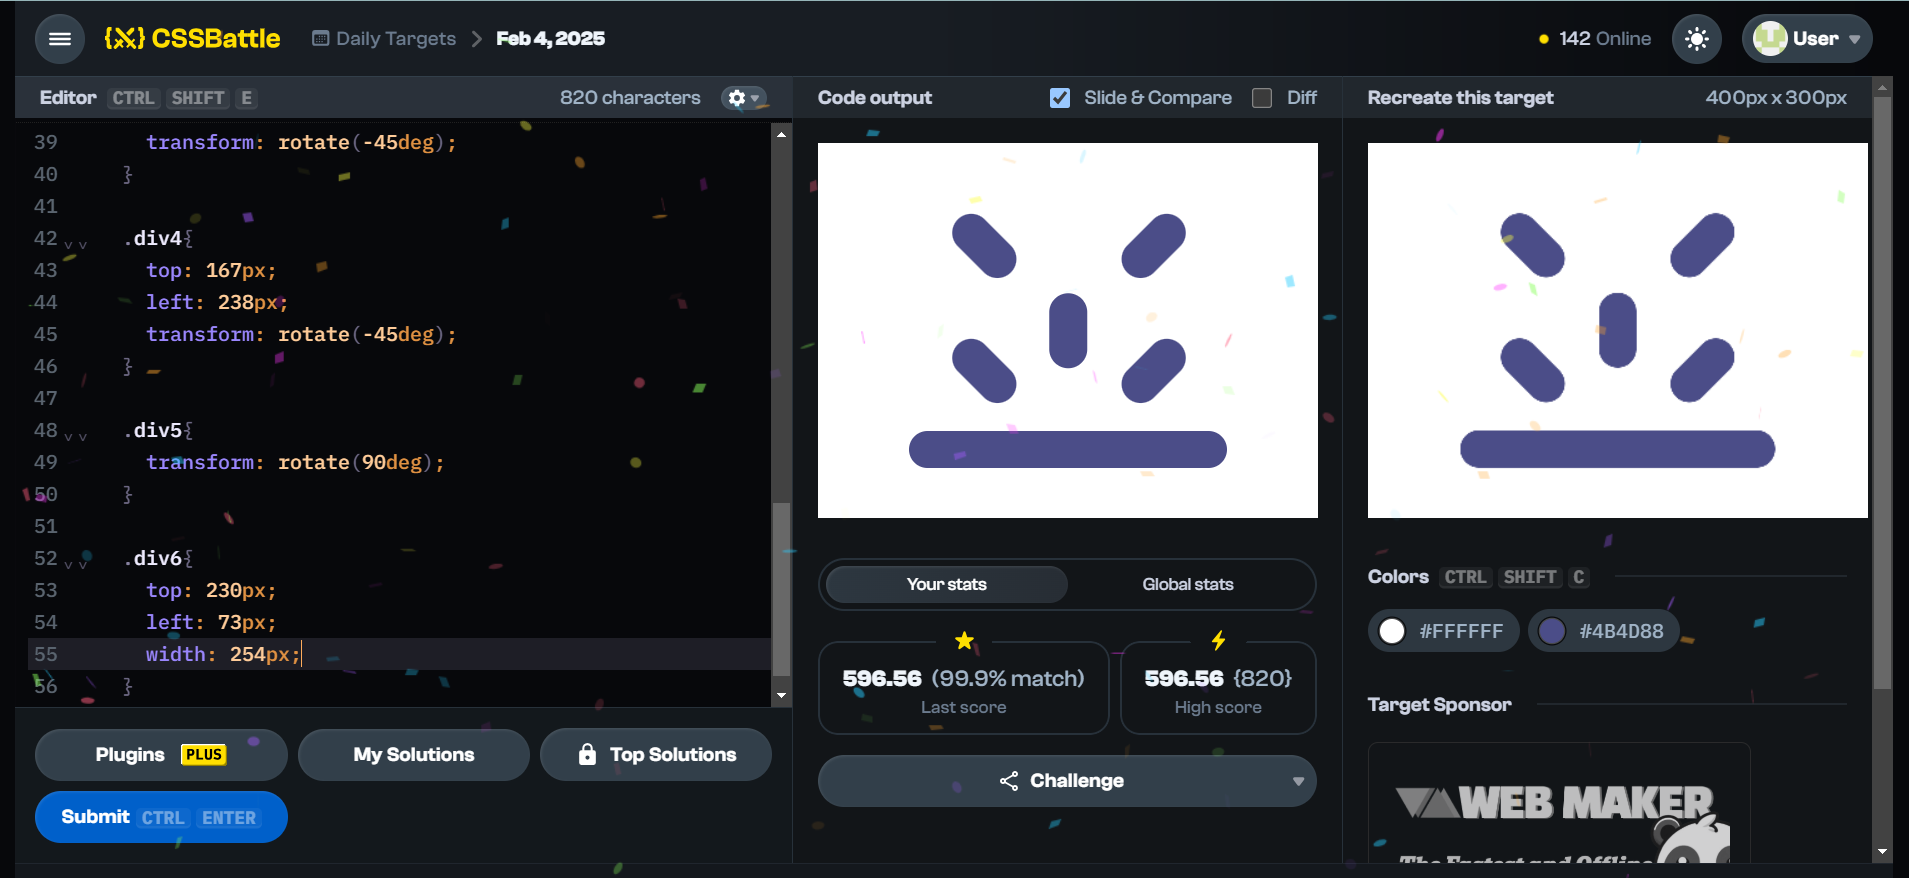 CSSBattle
Daily Targets
Feb 4, 2025
142 Online
User
Editor CTRL SHIFT E
820 characters
39 transform: rotate(-45deg);
40 }
41
42 .div4{
43 top: 167px;
44 left: 238px;
45 transform: rotate(-45deg);
46 }
47
48 .div5{
49 transform: rotate(90deg);
50 }
51
52 .div6{
53 top: 230px;
54 left: 73px;
55 width: 254px;
56 }
Plugins PLUS
My Solutions
Top Solutions
Submit CTRL ENTER
Code output
Slide & Compare
Diff
Your stats
Global stats
596.56 (99.9% match)
Last score
596.56 {820}
High score
Challenge
Recreate this target
400px x 300px
Colors CTRL SHIFT C
#FFFFFF
#4B4D88
Target Sponsor
WEB MAKER
The Fastest and Offline